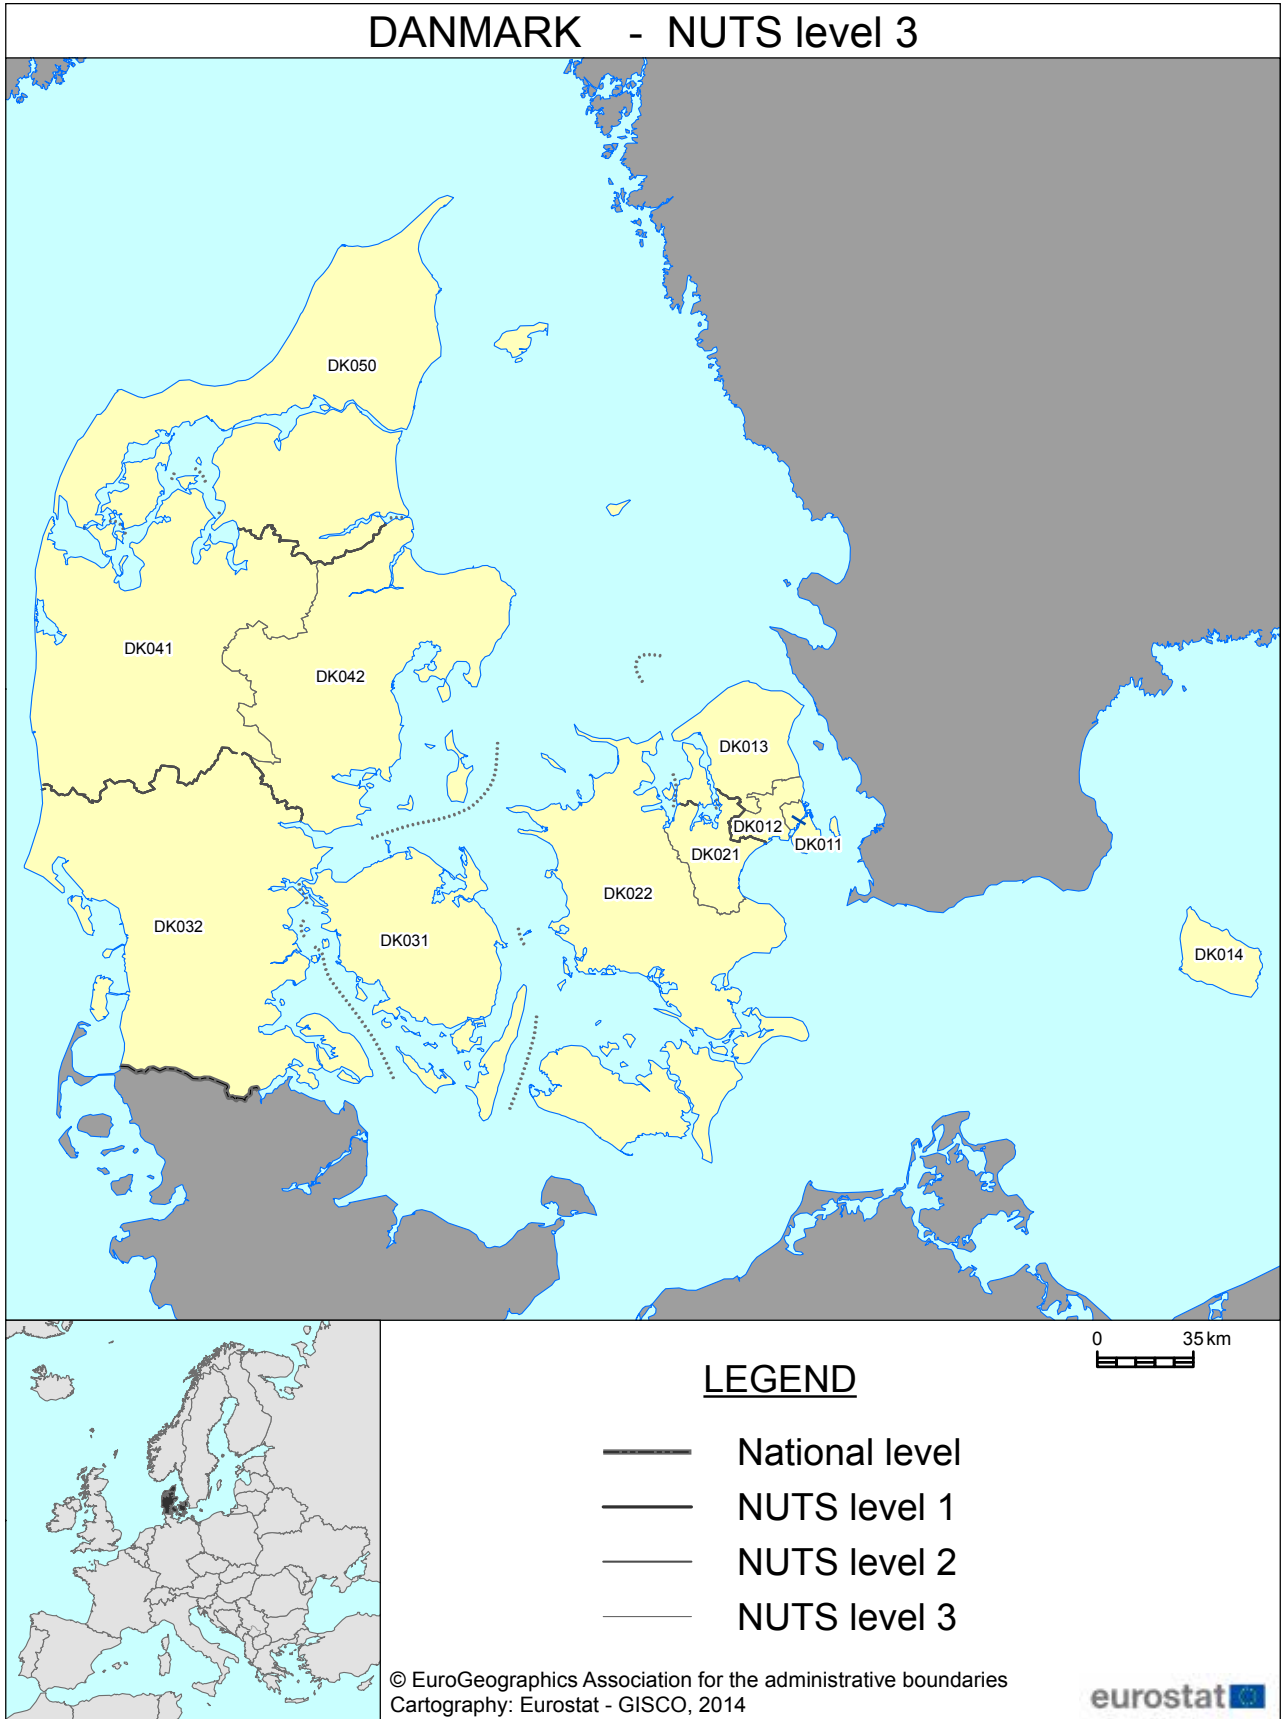 DANMARK - NUTS level 3
DK050
DK041
DK042
DK013
DK012
DK011
DK021
DK022
DK032
DK031
DK014
0 35 km
LEGEND
National level
NUTS level 1
NUTS level 2
NUTS level 3
© EuroGeographics Association for the administrative boundaries
Cartography: Eurostat - GISCO, 2014
eurostat